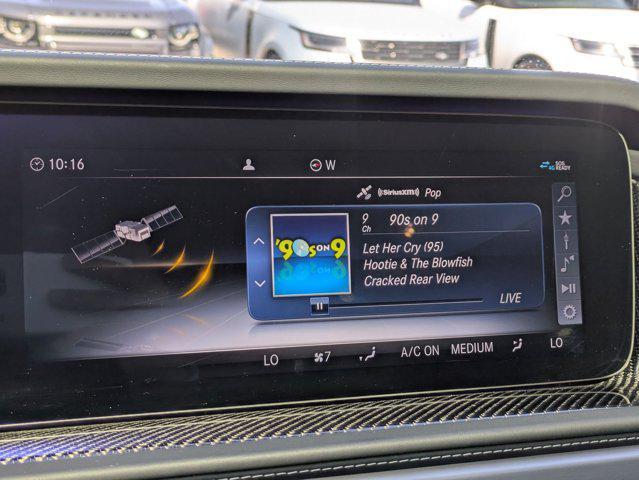 10:16
W
4G SOS READY
((SiriusXM)) Pop
9 Ch 90s on 9
'90s ON 9
Let Her Cry (95)
Hootie & The Blowfish
Cracked Rear View
LIVE
LO 7 A/C ON MEDIUM LO